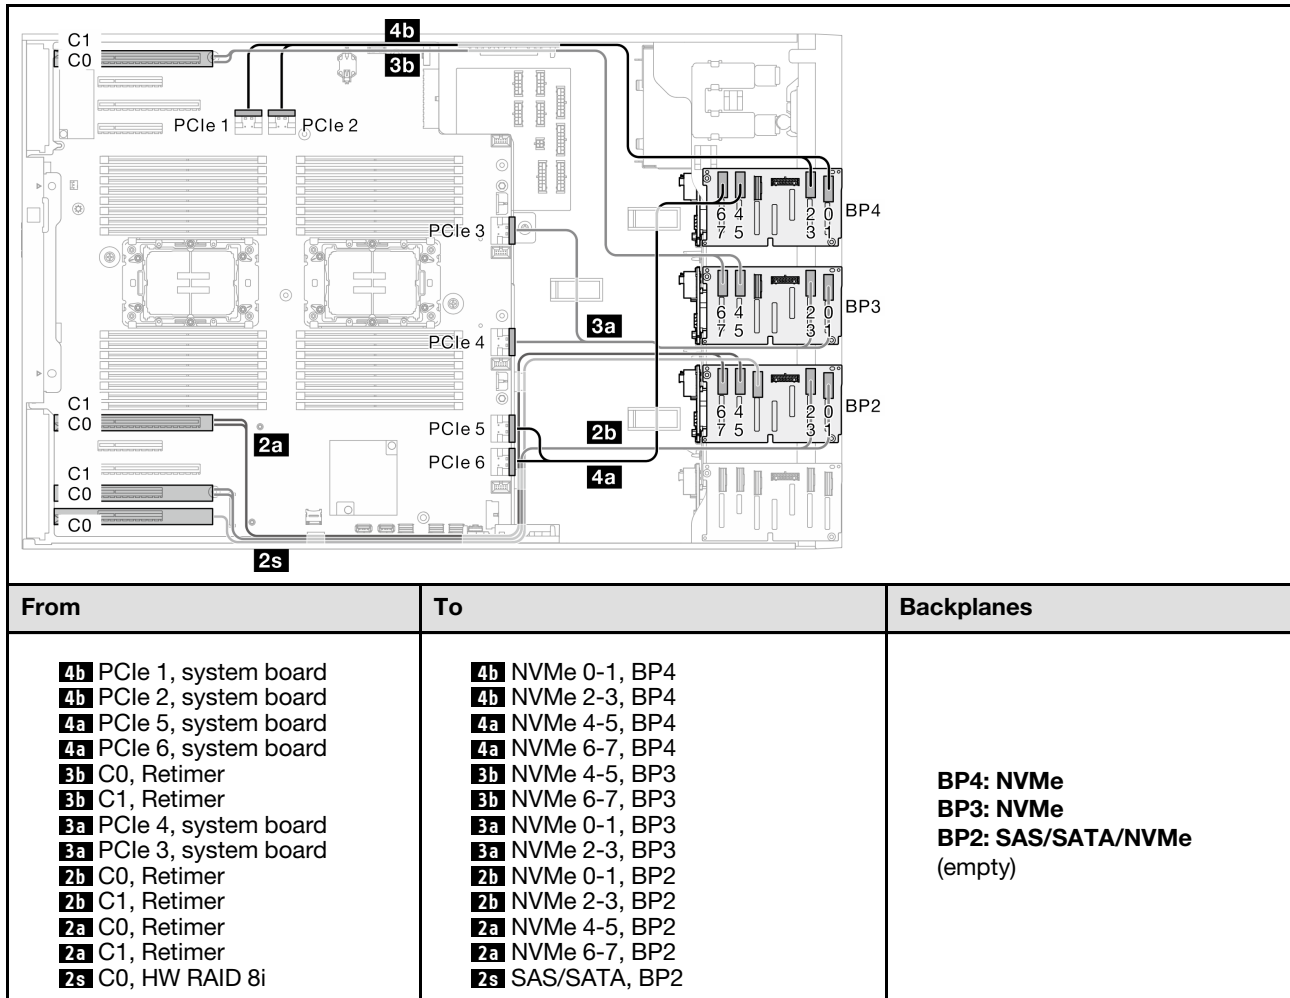 4b
3b
C1
C0
PCIe 1
PCIe 2
PCIe 3
6 4 2 0
7 5 3 1
BP4
3a
PCIe 4
6 4 2 0
7 5 3 1
BP3
C1
C0
2a
PCIe 5
PCIe 6
2b
4a
6 4 2 0
7 5 3 1
BP2
C1
C0
C0
2s
From
To
Backplanes
4b PCIe 1, system board
4b PCIe 2, system board
4a PCIe 5, system board
4a PCIe 6, system board
3b C0, Retimer
3b C1, Retimer
3a PCIe 4, system board
3a PCIe 3, system board
2b C0, Retimer
2b C1, Retimer
2a C0, Retimer
2a C1, Retimer
2s C0, HW RAID 8i
4b NVMe 0-1, BP4
4b NVMe 2-3, BP4
4a NVMe 4-5, BP4
4a NVMe 6-7, BP4
3b NVMe 4-5, BP3
3b NVMe 6-7, BP3
3a NVMe 0-1, BP3
3a NVMe 2-3, BP3
2b NVMe 0-1, BP2
2b NVMe 2-3, BP2
2a NVMe 4-5, BP2
2a NVMe 6-7, BP2
2s SAS/SATA, BP2
BP4: NVMe
BP3: NVMe
BP2: SAS/SATA/NVMe
(empty)